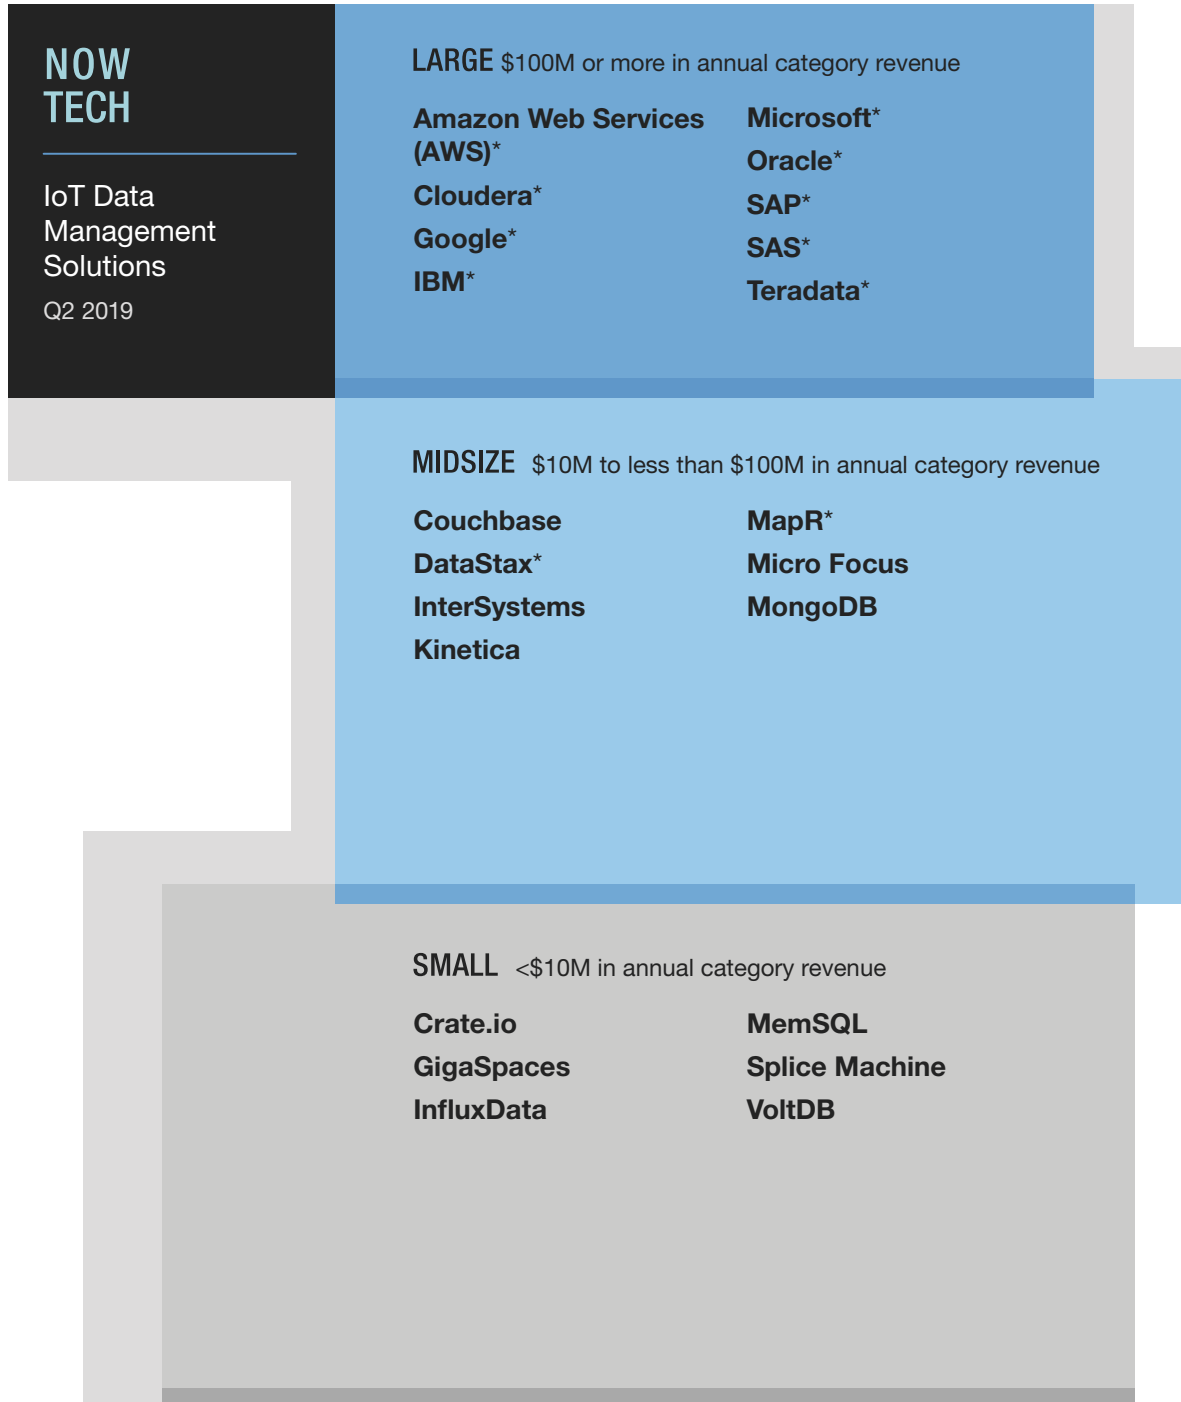 NOW
TECH
IoT Data
Management
Solutions
Q2 2019
LARGE $100M or more in annual category revenue
Amazon Web Services
(AWS)*
Cloudera*
Google*
IBM*
Microsoft*
Oracle*
SAP*
SAS*
Teradata*
MIDSIZE $10M to less than $100M in annual category revenue
Couchbase
DataStax*
InterSystems
Kinetica
MapR*
Micro Focus
MongoDB
SMALL <$10M in annual category revenue
Crate.io
GigaSpaces
InfluxData
MemSQL
Splice Machine
VoltDB